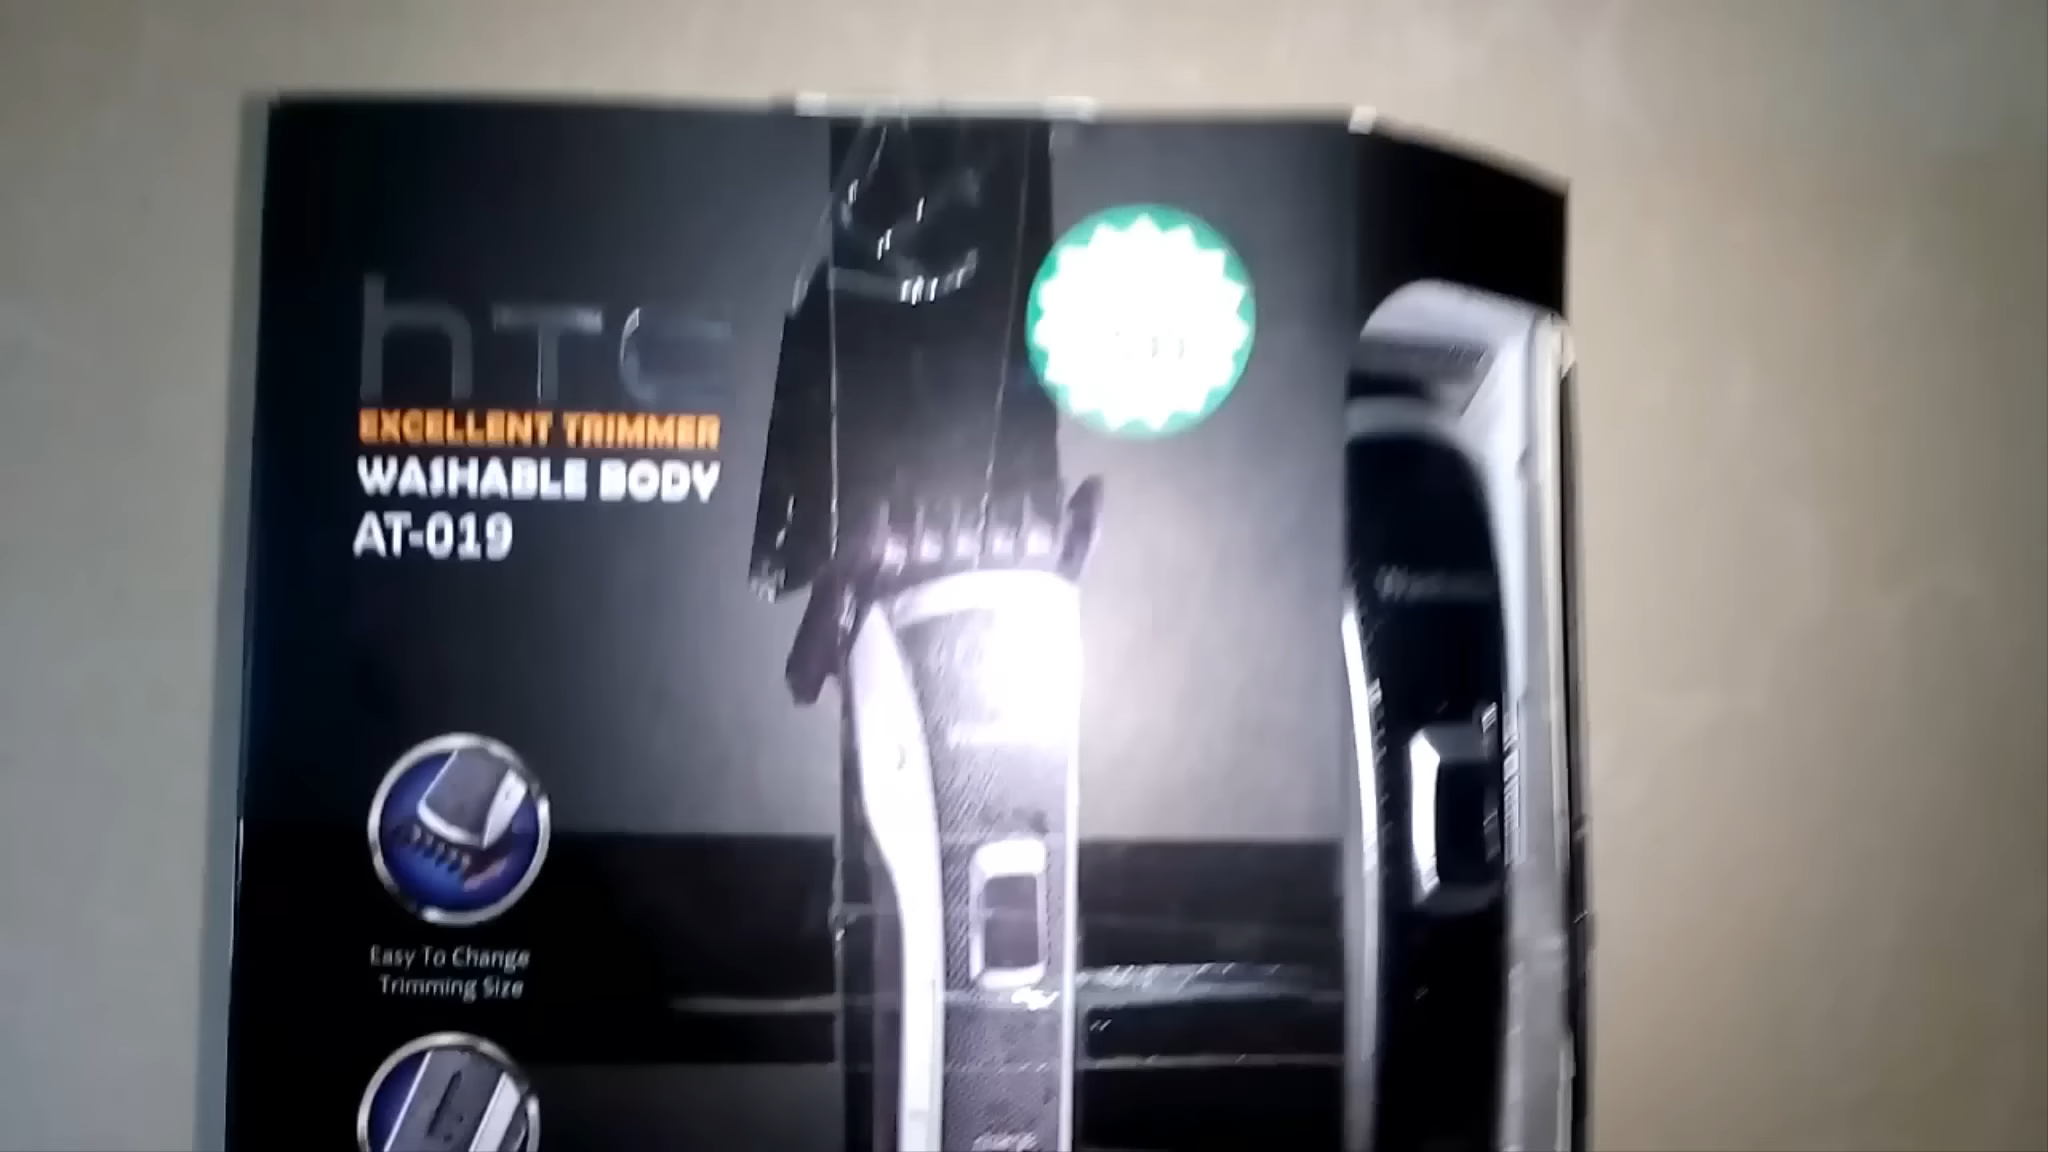 hTC
EXCELLENT TRIMMER
WASHABLE BODY
AT-019
Easy To Change
Trimming Size